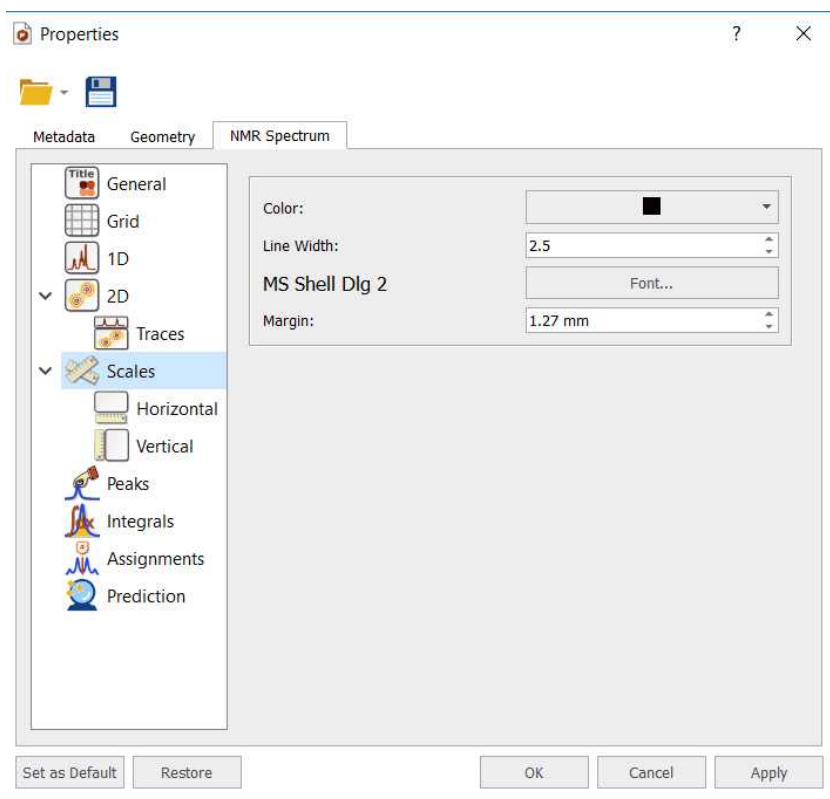 Properties
?
Metadata Geometry NMR Spectrum
Title
General
Grid
1D
2D
Traces
Scales
Horizontal
Vertical
Peaks
Integrals
Assignments
Prediction
Color:
Line Width: 2.5
MS Shell Dlg 2 Font...
Margin: 1.27 mm
Set as Default Restore OK Cancel Apply